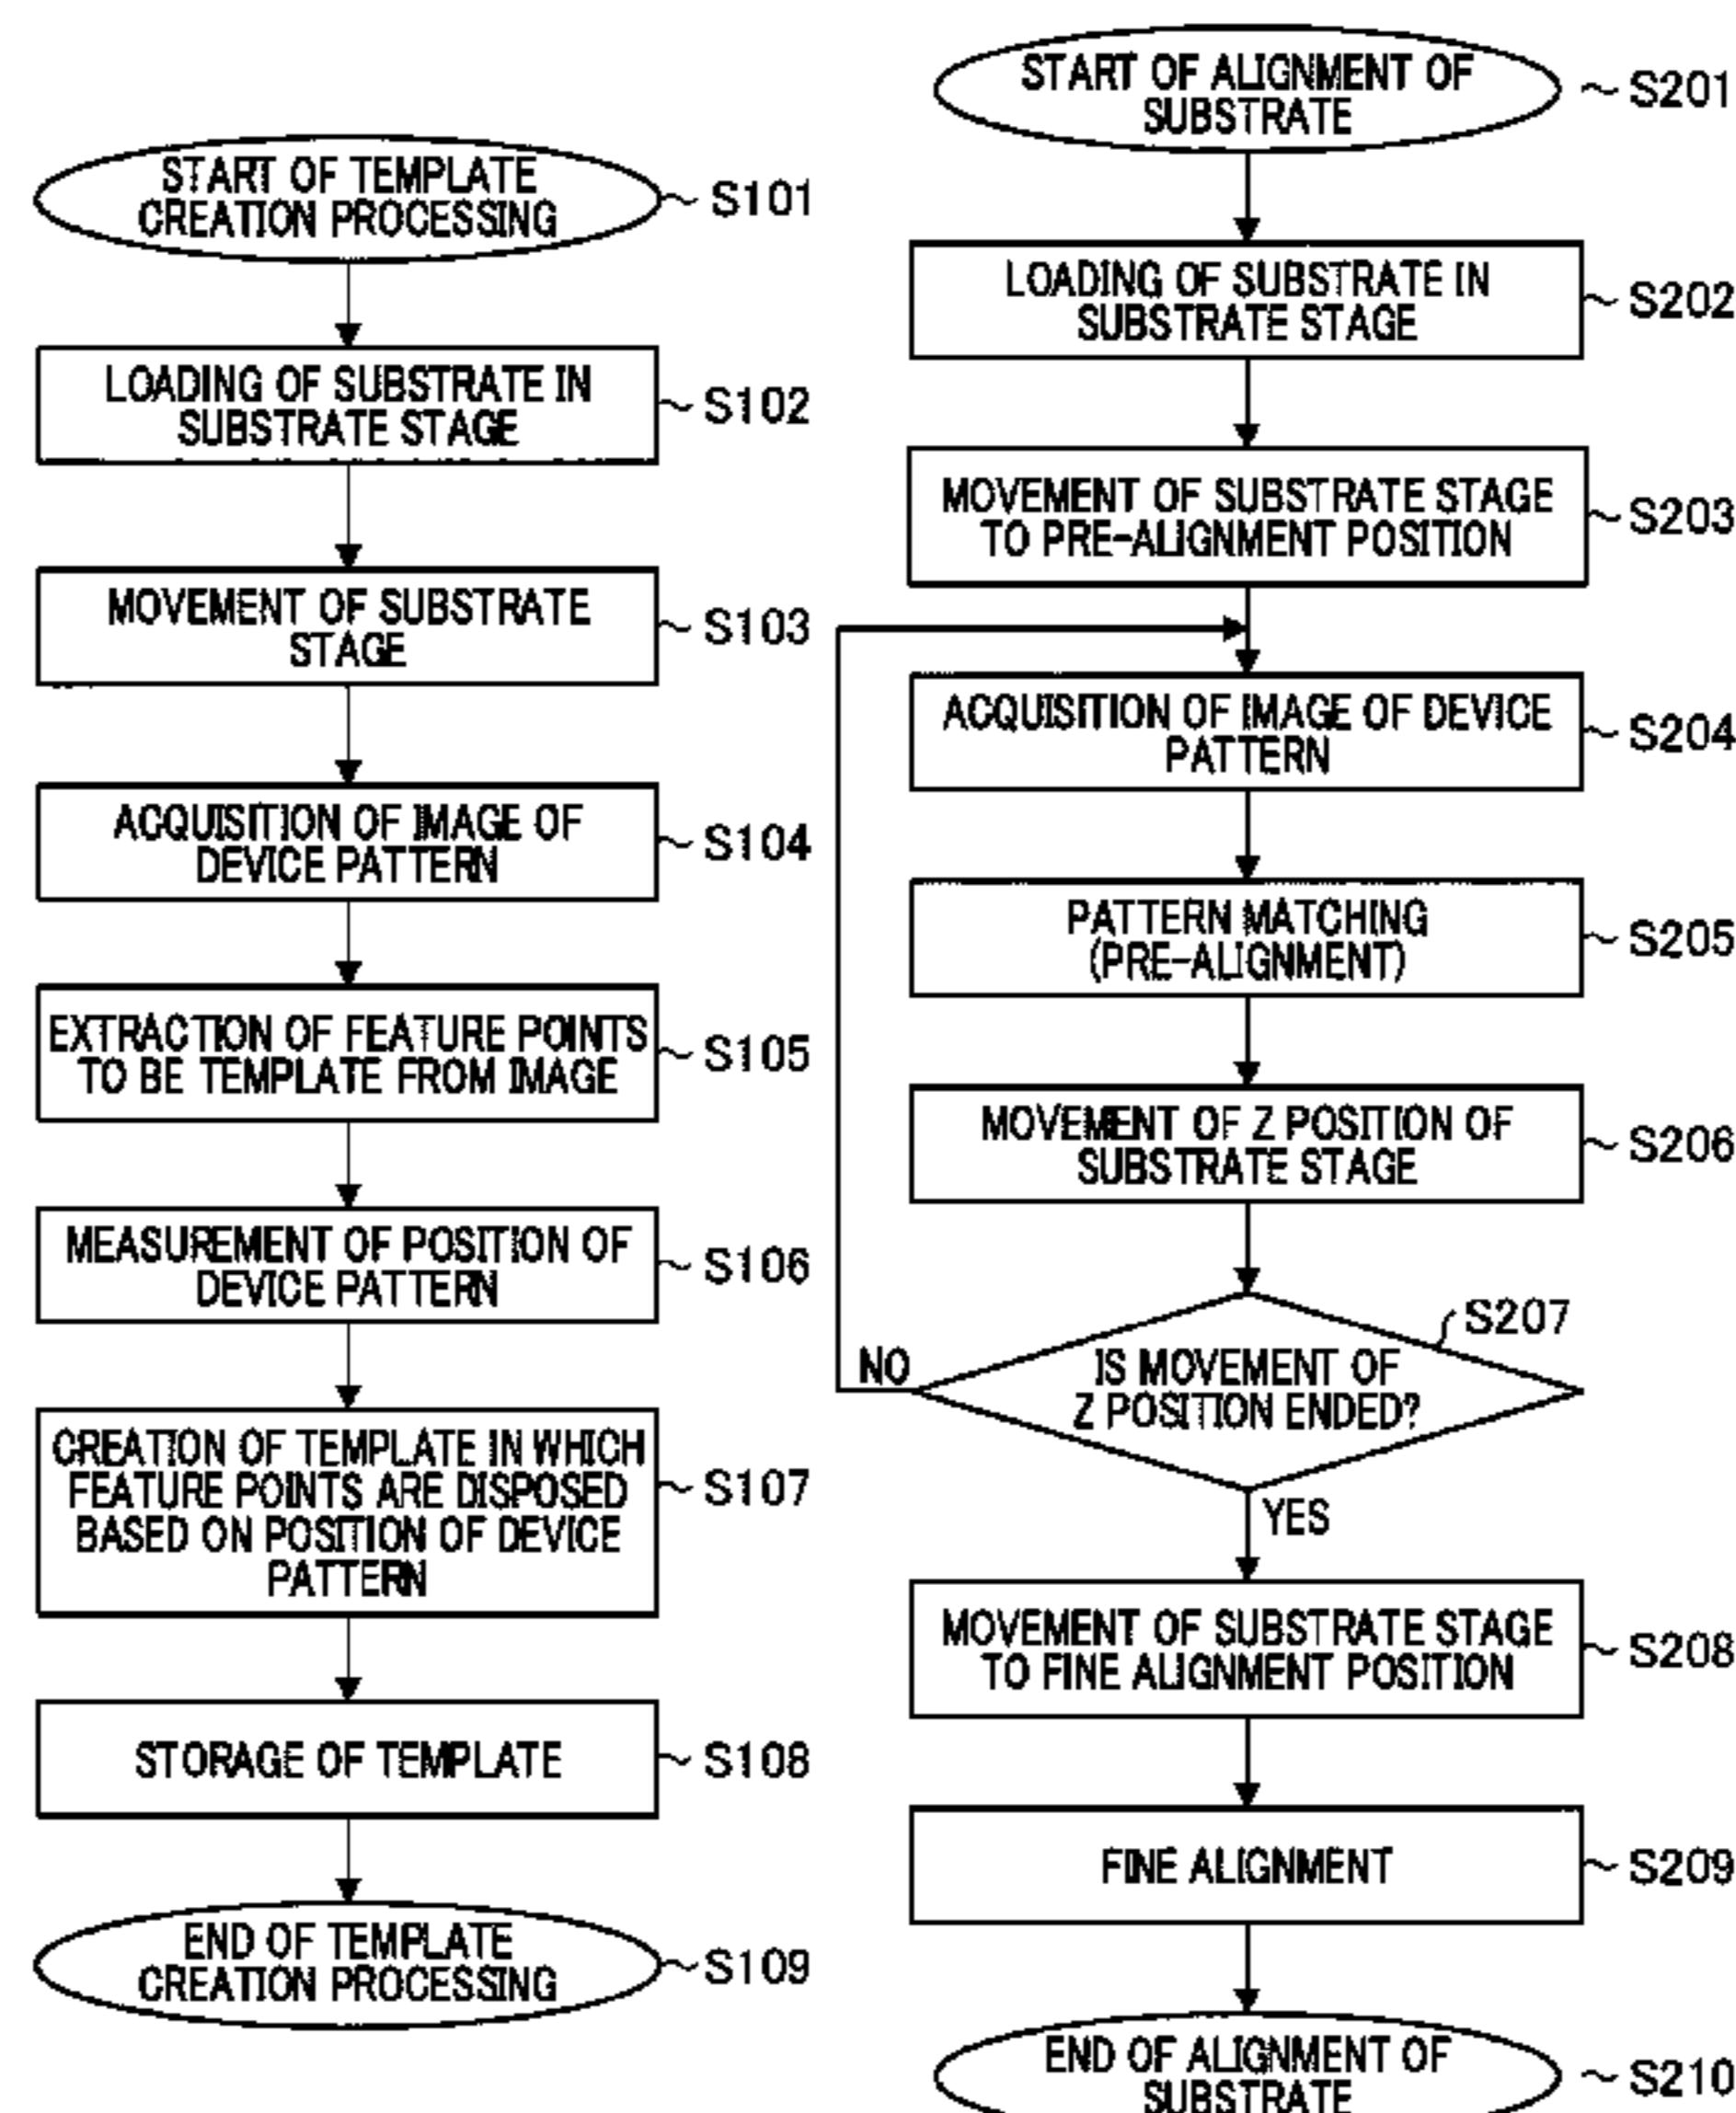 START OF TEMPLATE
CREATION PROCESSING
S101
LOADING OF SUBSTRATE IN
SUBSTRATE STAGE
S102
MOVEMENT OF SUBSTRATE
STAGE
S103
ACQUISITION OF IMAGE OF
DEVICE PATTERN
S104
EXTRACTION OF FEATURE POINTS
TO BE TEMPLATE FROM IMAGE
S105
MEASUREMENT OF POSITION OF
DEVICE PATTERN
S106
CREATION OF TEMPLATE IN WHICH
FEATURE POINTS ARE DISPOSED
BASED ON POSITION OF DEVICE
PATTERN
S107
STORAGE OF TEMPLATE
S108
END OF TEMPLATE
CREATION PROCESSING
S109
START OF ALIGNMENT OF
SUBSTRATE
S201
LOADING OF SUBSTRATE IN
SUBSTRATE STAGE
S202
MOVEMENT OF SUBSTRATE STAGE
TO PRE-ALIGNMENT POSITION
S203
ACQUISITION OF IMAGE OF DEVICE
PATTERN
S204
PATTERN MATCHING
(PRE-ALIGNMENT)
S205
MOVEMENT OF Z POSITION OF
SUBSTRATE STAGE
S206
S207
IS MOVEMENT OF
Z POSITION ENDED?
NO
YES
MOVEMENT OF SUBSTRATE STAGE
TO FINE ALIGNMENT POSITION
S208
FINE ALIGNMENT
S209
END OF ALIGNMENT OF
SUBSTRATE
S210